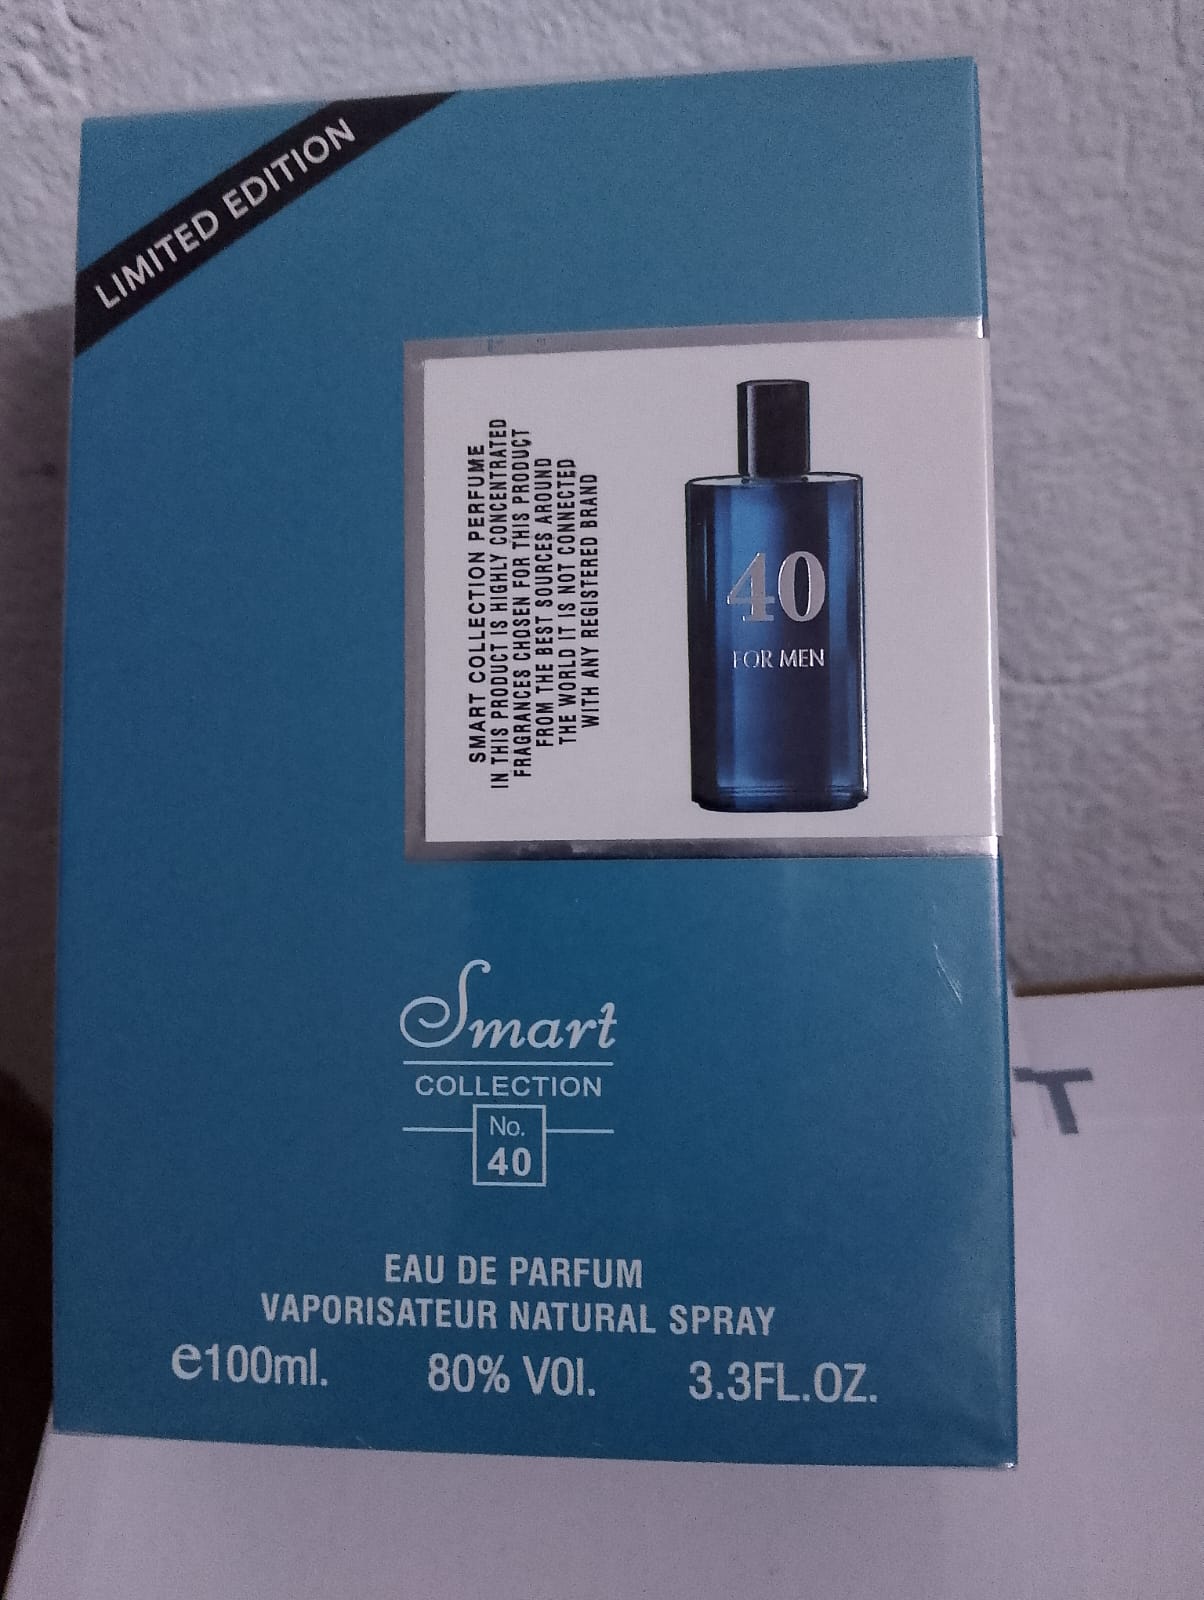 LIMITED EDITION
SMART COLLECTION PERFUME
IN THIS PRODUCT IS HIGHLY CONCENTRATED
FRAGRANCES CHOSEN FOR THIS PRODUCT
FROM THE BEST SOURCES AROUND
THE WORLD IT IS NOT CONNECTED
WITH ANY REGISTERED BRAND
40
FOR MEN
Smart
COLLECTION
No.
40
EAU DE PARFUM
VAPORISATEUR NATURAL SPRAY
e100ml. 80% VOl. 3.3FL.OZ.